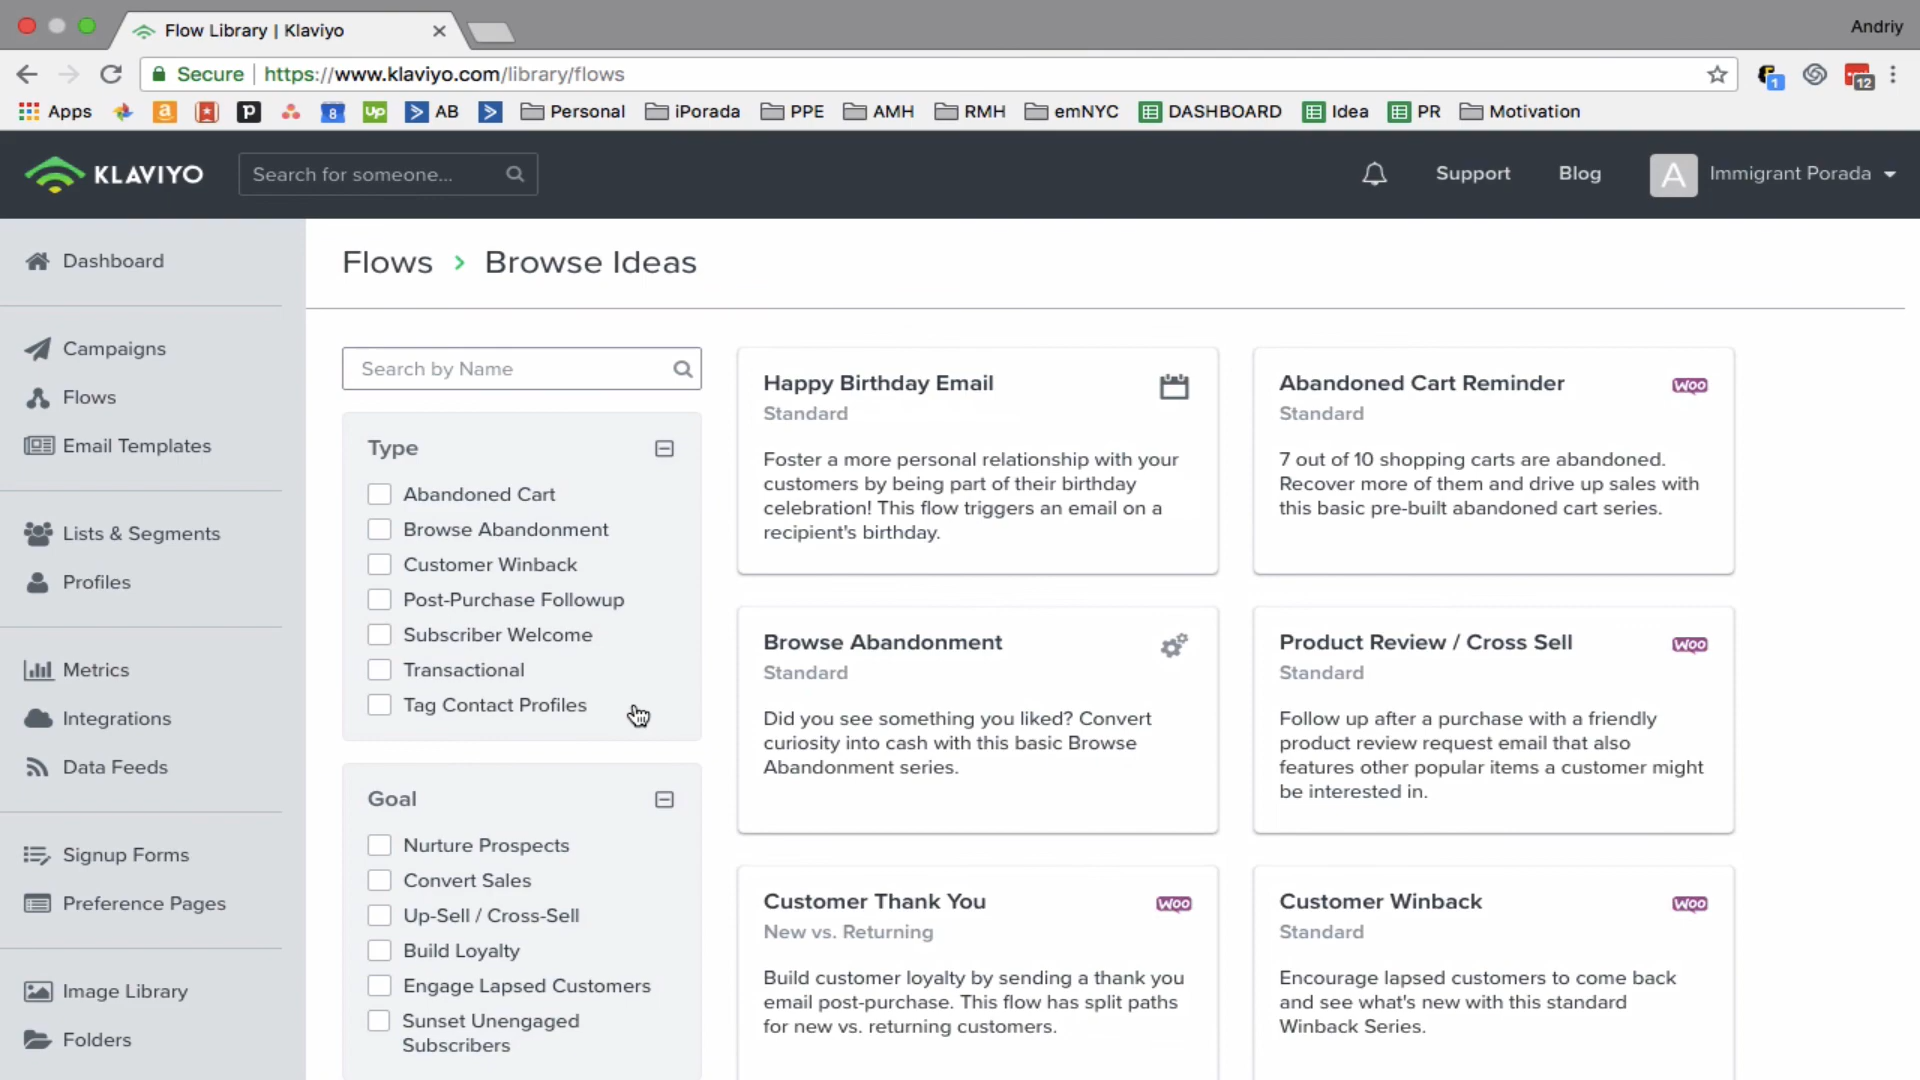 Flow Library | Klaviyo
Andriy
Secure
https://www.klaviyo.com/library/flows
1
12
Apps
a
P
8
up
AB
Personal
iPorada
PPE
AMH
RMH
emNYC
DASHBOARD
Idea
PR
Motivation
KLAVIYO
Search for someone...
Support
Blog
A
Immigrant Porada
Dashboard
Campaigns
Flows
Email Templates
Lists & Segments
Profiles
Metrics
Integrations
Data Feeds
Signup Forms
Preference Pages
Image Library
Folders
Flows > Browse Ideas
Search by Name
Type
Abandoned Cart
Browse Abandonment
Customer Winback
Post-Purchase Followup
Subscriber Welcome
Transactional
Tag Contact Profiles
Goal
Nurture Prospects
Convert Sales
Up-Sell / Cross-Sell
Build Loyalty
Engage Lapsed Customers
Sunset Unengaged
Subscribers
Happy Birthday Email
Standard
Foster a more personal relationship with your
customers by being part of their birthday
celebration! This flow triggers an email on a
recipient's birthday.
Abandoned Cart Reminder
WOO
Standard
7 out of 10 shopping carts are abandoned.
Recover more of them and drive up sales with
this basic pre-built abandoned cart series.
Browse Abandonment
Standard
Did you see something you liked? Convert
curiosity into cash with this basic Browse
Abandonment series.
Product Review / Cross Sell
WOO
Standard
Follow up after a purchase with a friendly
product review request email that also
features other popular items a customer might
be interested in.
Customer Thank You
WOO
New vs. Returning
Build customer loyalty by sending a thank you
email post-purchase. This flow has split paths
for new vs. returning customers.
Customer Winback
WOO
Standard
Encourage lapsed customers to come back
and see what's new with this standard
Winback Series.